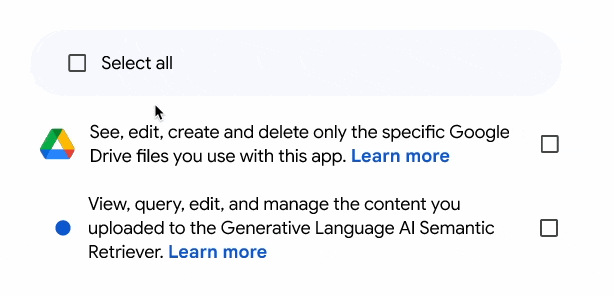 Select all
See, edit, create and delete only the specific Google
Drive files you use with this app. Learn more
View, query, edit, and manage the content you
uploaded to the Generative Language AI Semantic
Retriever. Learn more